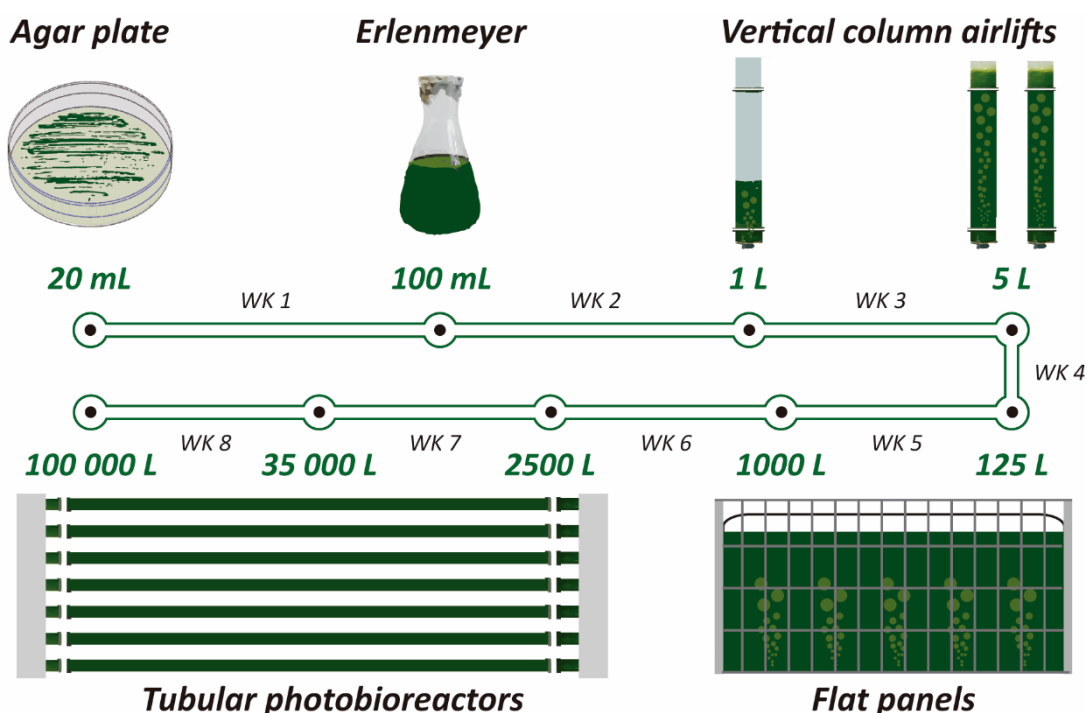 Agar plate
Erlenmeyer
Vertical column airlifts
20 mL
100 mL
1 L
5 L
WK 1
WK 2
WK 3
WK 4
WK 8
WK 7
WK 6
WK 5
100 000 L
35 000 L
2500 L
1000 L
125 L
Tubular photobioreactors
Flat panels